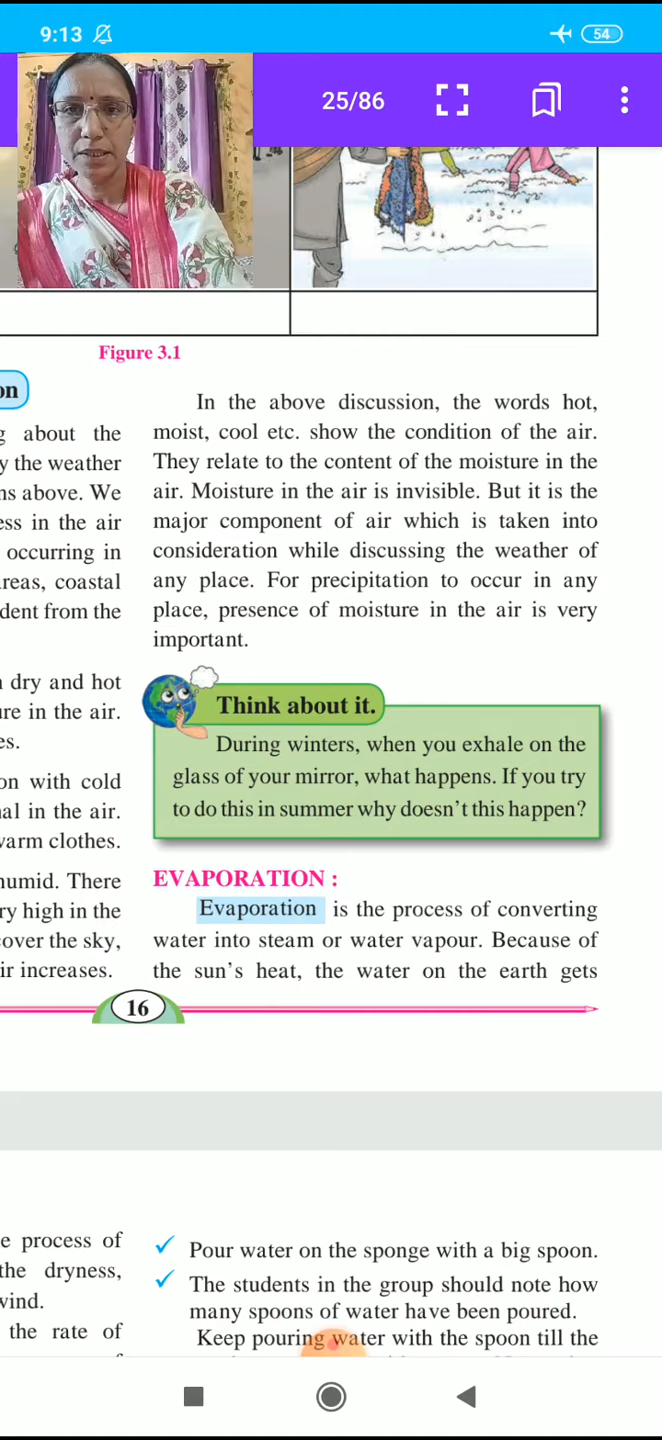 9:13
54
25/86
Figure 3.1
on
g about the
y the weather
ns above. We
ess in the air
occurring in
reas, coastal
dent from the
n dry and hot
ure in the air.
es.
on with cold
al in the air.
varm clothes.
humid. There
ry high in the
cover the sky,
ir increases.
In the above discussion, the words hot,
moist, cool etc. show the condition of the air.
They relate to the content of the moisture in the
air. Moisture in the air is invisible. But it is the
major component of air which is taken into
consideration while discussing the weather of
any place. For precipitation to occur in any
place, presence of moisture in the air is very
important.
Think about it.
During winters, when you exhale on the
glass of your mirror, what happens. If you try
to do this in summer why doesn't this happen?
EVAPORATION :
Evaporation is the process of converting
water into steam or water vapour. Because of
the sun's heat, the water on the earth gets
16
e process of
the dryness,
wind.
the rate of
✓ Pour water on the sponge with a big spoon.
✓ The students in the group should note how
many spoons of water have been poured.
Keep pouring water with the spoon till the